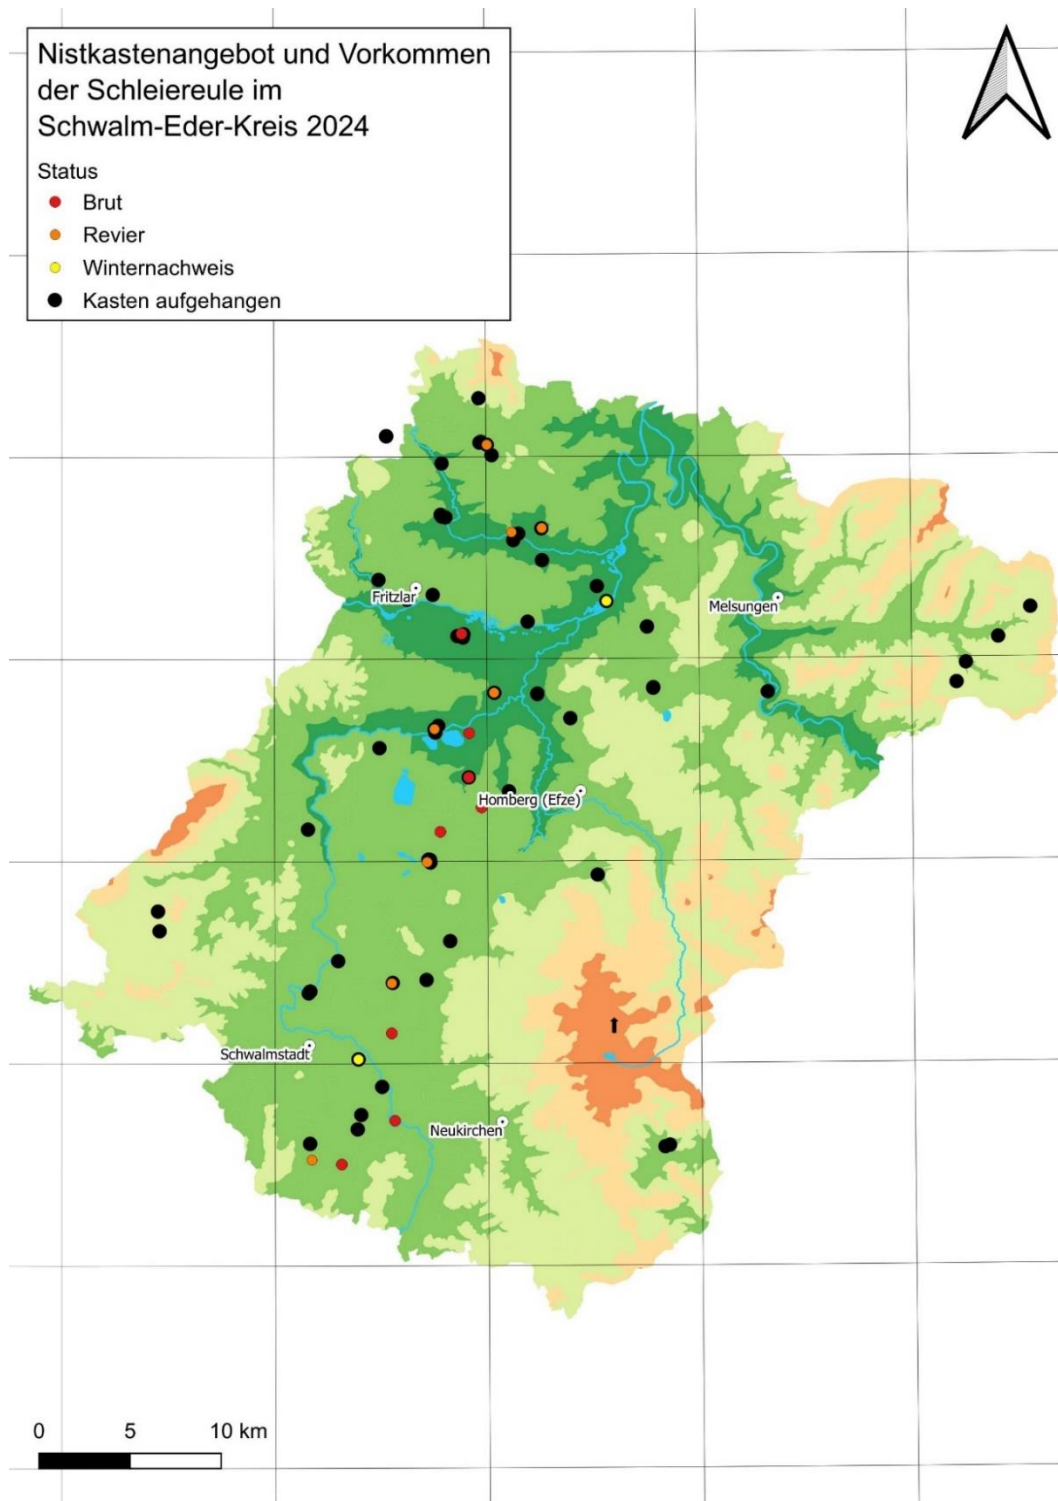 Nistkastenangebot und Vorkommen
der Schleiereule im
Schwalm-Eder-Kreis 2024
Status
Brut
Revier
Winternachweis
Kasten aufgehangen
Fritzlar
Melsungen
Homberg (Efze)
Schwalmstadt
Neukirchen
0 5 10 km